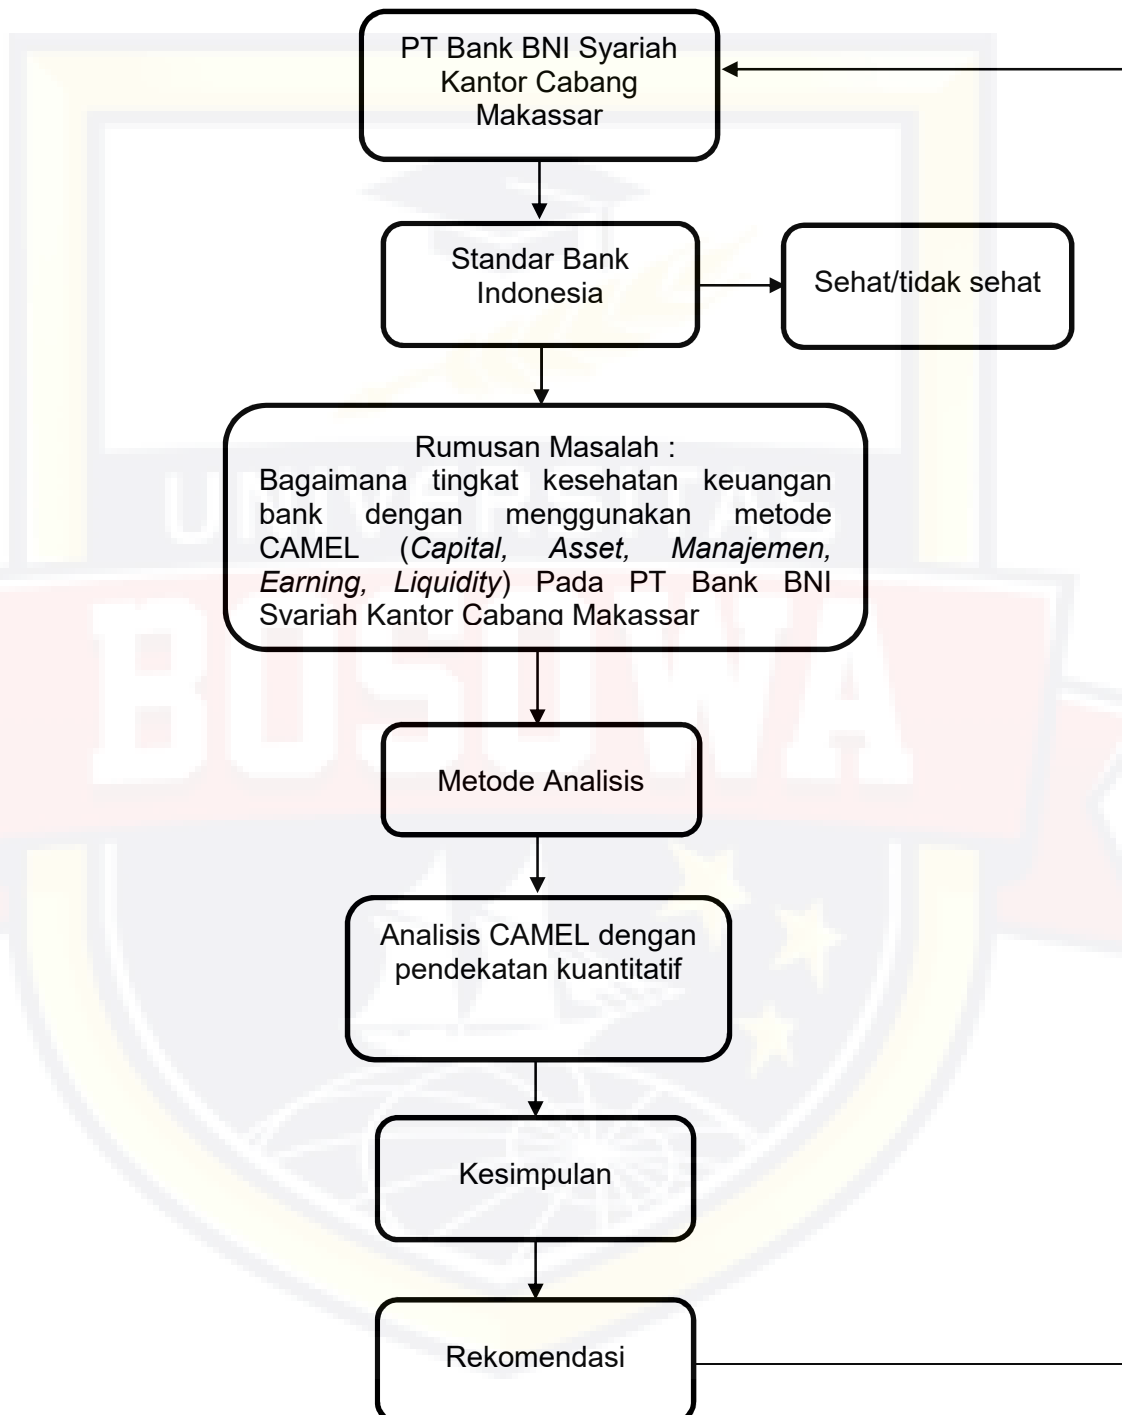 PT Bank BNI Syariah
Kantor Cabang
Makassar
Standar Bank
Indonesia
Sehat/tidak sehat
Rumusan Masalah :
Bagaimana tingkat kesehatan keuangan
bank dengan menggunakan metode
CAMEL (Capital, Asset, Manajemen,
Earning, Liquidity) Pada PT Bank BNI
Syariah Kantor Cabang Makassar
UNIVERSITAS
BOSOWA
Metode Analisis
Analisis CAMEL dengan
pendekatan kuantitatif
Kesimpulan
Rekomendasi